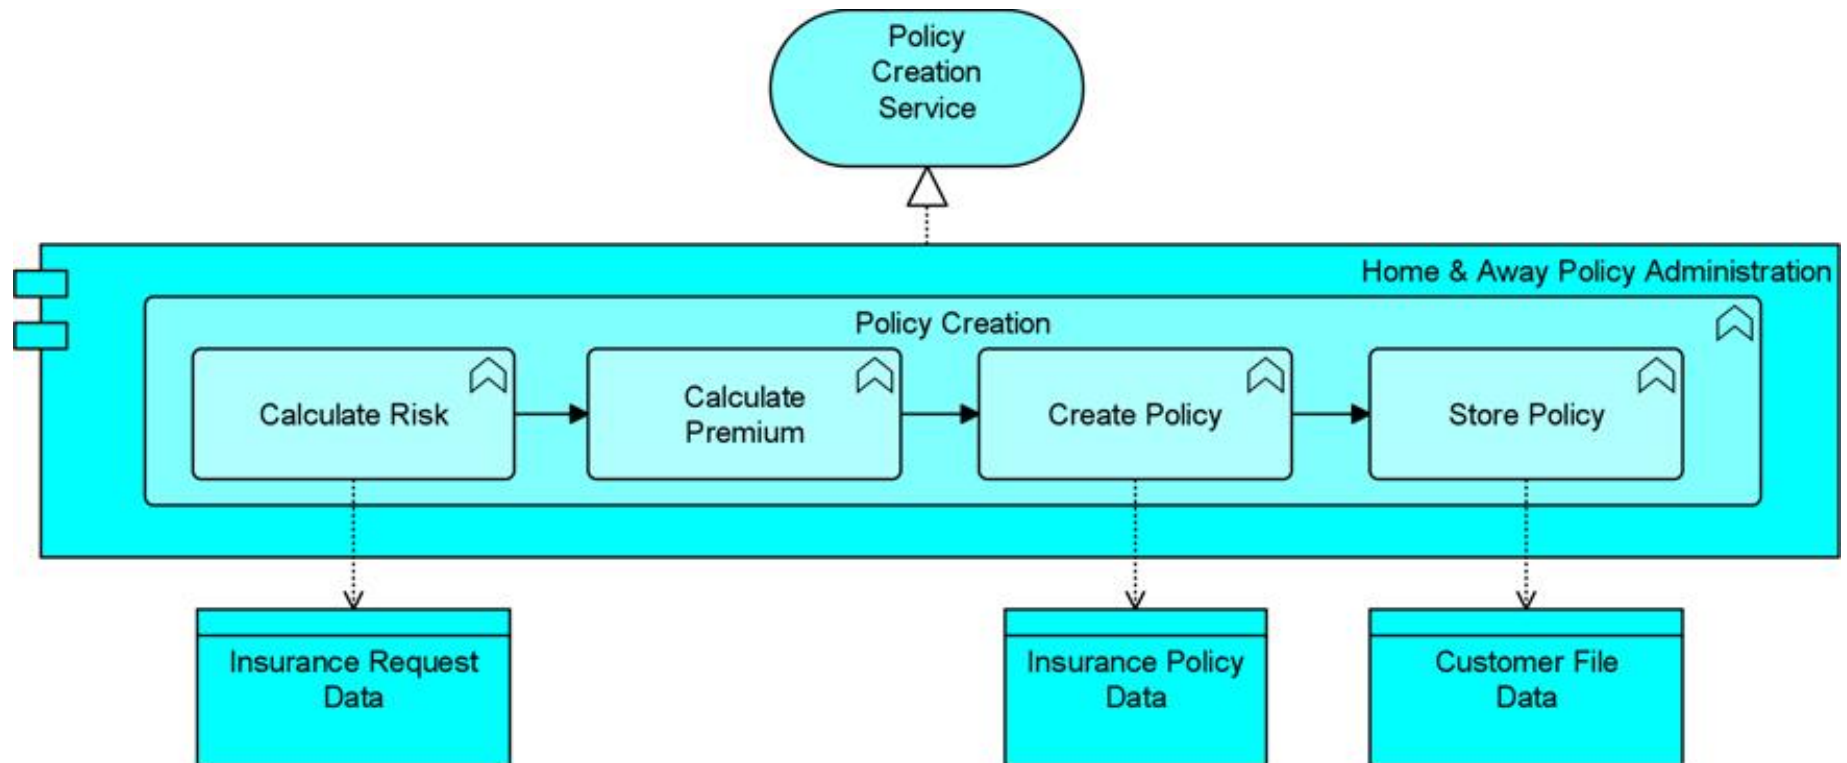 Policy
Creation
Service
Home & Away Policy Administration
Policy Creation
Calculate Risk
Calculate
Premium
Create Policy
Store Policy
Insurance Request
Data
Insurance Policy
Data
Customer File
Data